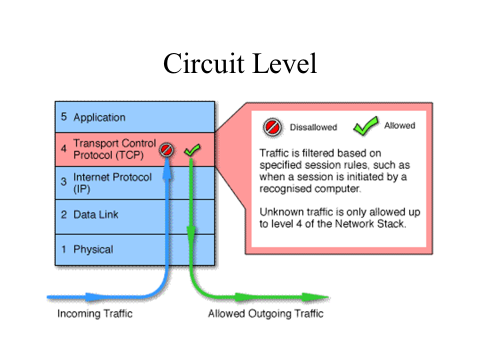 Circuit Level
5 Application
4 Transport Control
Protocol (TCP)
3 Internet Protocol
(IP)
2 Data Link
1 Physical
Dissallowed
Allowed
Traffic is filtered based on
specified session rules, such as
when a session is initiated by a
recognised computer.
Unknown traffic is only allowed up
to level 4 of the Network Stack.
Incoming Traffic
Allowed Outgoing Traffic